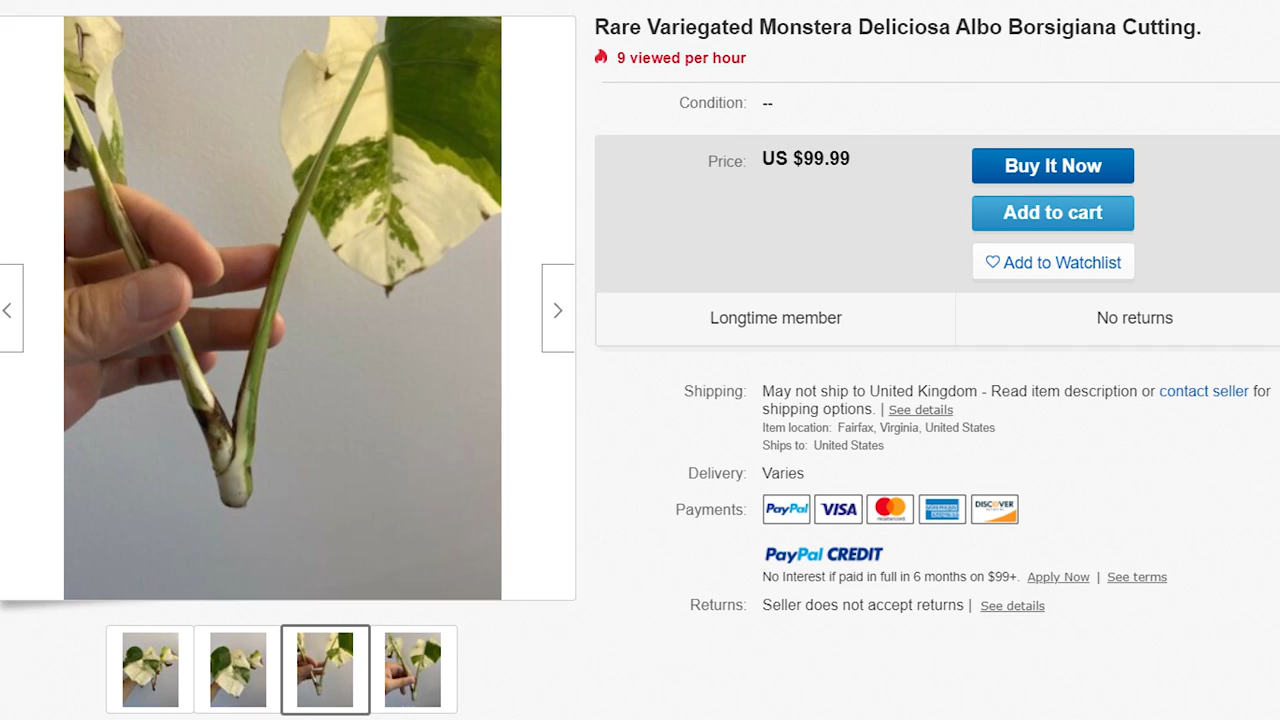 Rare Variegated Monstera Deliciosa Albo Borsigiana Cutting.
9 viewed per hour
Condition: --
Price: US $99.99
Buy It Now
Add to cart
Add to Watchlist
Longtime member
No returns
Shipping: May not ship to United Kingdom - Read item description or contact seller for
shipping options. | See details
Item location: Fairfax, Virginia, United States
Ships to: United States
Delivery: Varies
Payments: PayPal VISA mastercard AMERICAN EXPRESS DISCOVER
PayPal CREDIT
No Interest if paid in full in 6 months on $99+. Apply Now | See terms
Returns: Seller does not accept returns | See details